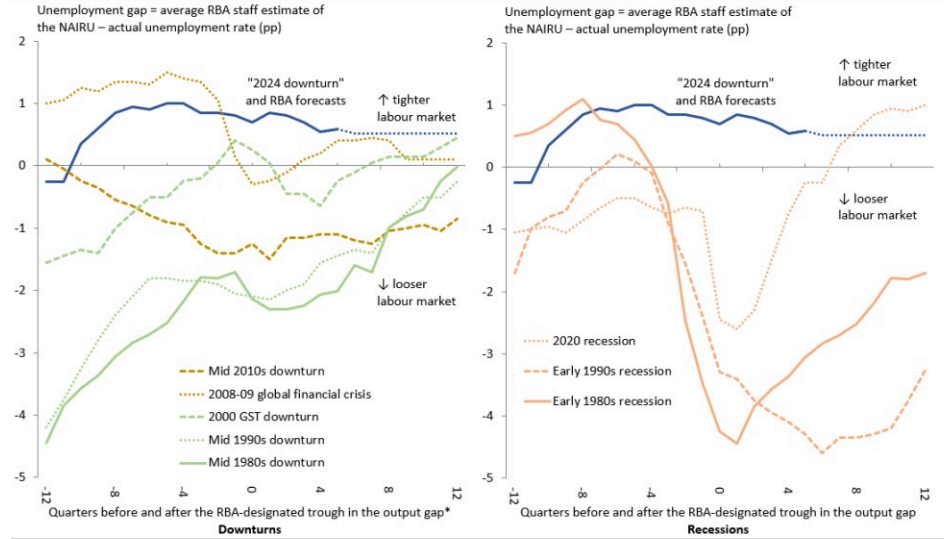 Unemployment gap = average RBA staff estimate of
the NAIRU – actual unemployment rate (pp)
2
1
0
-1
-2
-3
-4
-5
"2024 downturn"
and RBA forecasts
↑ tighter
labour market
↓ looser
labour market
Mid 2010s downturn
2008-09 global financial crisis
2000 GST downturn
Mid 1990s downturn
Mid 1980s downturn
-12
-8
-4
0
4
8
12
Quarters before and after the RBA-designated trough in the output gap*
Downturns
Unemployment gap = average RBA staff estimate of
the NAIRU – actual unemployment rate (pp)
2
1
0
-1
-2
-3
-4
-5
"2024 downturn"
and RBA forecasts
↑ tighter
labour market
↓ looser
labour market
2020 recession
Early 1990s recession
Early 1980s recession
-12
-8
-4
0
4
8
12
Quarters before and after the RBA-designated trough in the output gap
Recessions